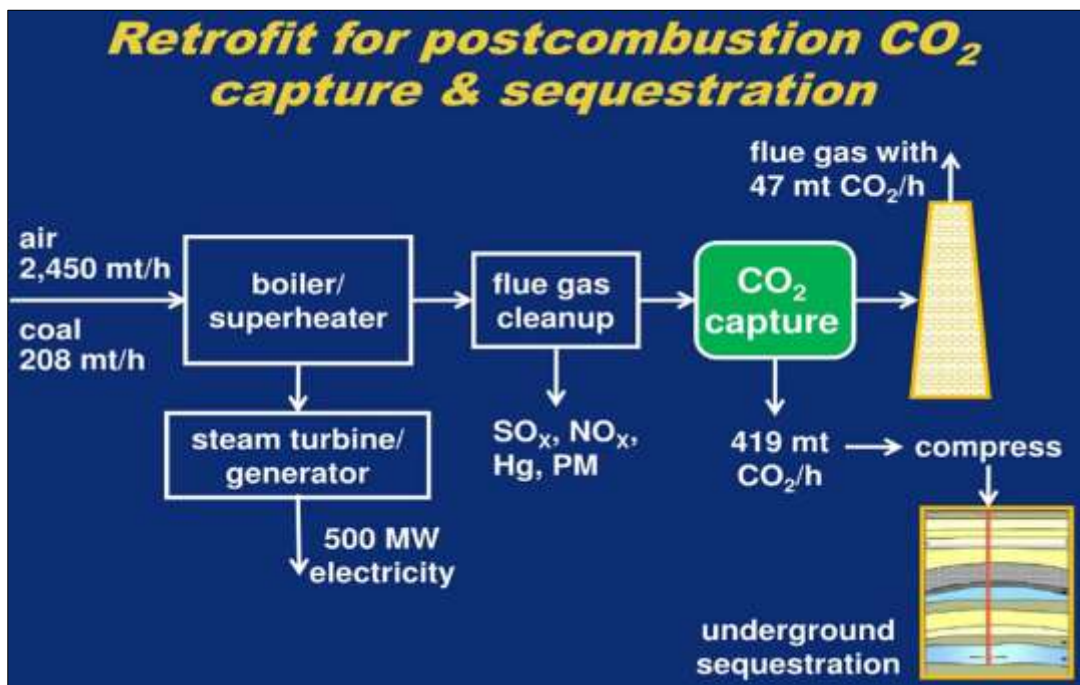 Retrofit for postcombustion CO₂
capture & sequestration
flue gas with
47 mt CO₂/h
air
2,450 mt/h
coal
208 mt/h
boiler/
superheater
flue gas
cleanup
CO₂
capture
steam turbine/
generator
SOₓ, NOₓ,
Hg, PM
419 mt
CO₂/h
compress
500 MW
electricity
underground
sequestration